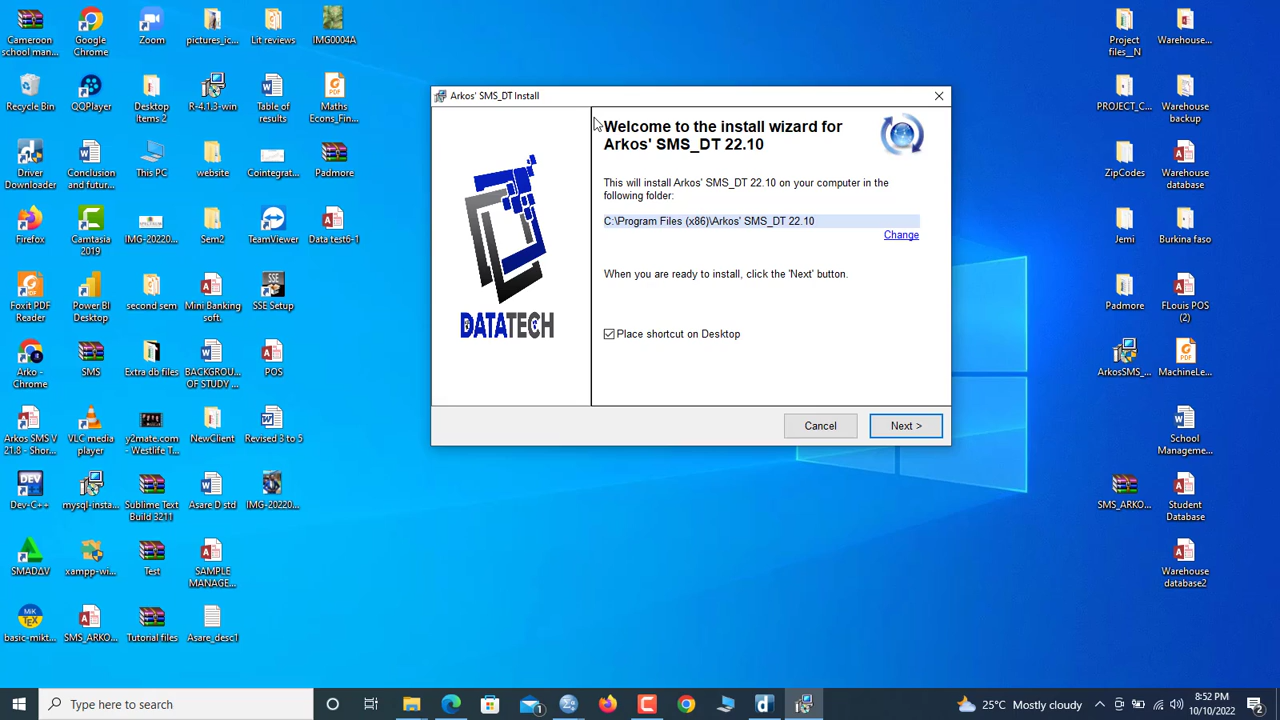 Cameroon
school man...
Google
Chrome
Zoom
pictures_ic...
Lit reviews
IMG0004A
Recycle Bin
QQPlayer
Desktop
Items 2
R-4.1.3-win
Table of
results
Maths
Econs_Fin...
Driver
Downloader
Conclusion
and futur...
This PC
website
Cointegrat...
Padmore
Firefox
Camtasia
2019
IMG-20220...
Sem2
TeamViewer
Data test6-1
Foxit PDF
Reader
Power BI
Desktop
second sem
Mini Banking
soft.
SSE Setup
Arko -
Chrome
SMS
Extra db files
BACKGROU...
OF STUDY ...
POS
Arkos SMS V
21.8 - Shor...
VLC media
player
y2mate.com
- Westlife T...
NewClient
Revised 3 to 5
DEV
Dev-C++
mysql-insta...
Sublime Text
Build 3211
Asare D std
IMG-20220...
SMADAV
xampp-wi...
Test
SAMPLE
MANAGE...
MiK
TEX
basic-mikt...
SMS_ARKO...
Tutorial files
Asare_desc1
Arkos' SMS_DT Install
Welcome to the install wizard for
Arkos' SMS_DT 22.10
This will install Arkos' SMS_DT 22.10 on your computer in the
following folder:
C:\Program Files (x86)\Arkos' SMS_DT 22.10
Change
When you are ready to install, click the 'Next' button.
Place shortcut on Desktop
DATATECH
Cancel
Next >
Project
files__N
Warehouse...
PROJECT_C...
Warehouse
backup
ZipCodes
Warehouse
database
Jemi
Burkina faso
Padmore
FLouis POS
(2)
ArkosSMS_...
MachineLe...
School
Manageme...
SMS_ARKO...
Student
Database
Warehouse
database2
Type here to search
25°C Mostly cloudy
8:52 PM
10/10/2022
2